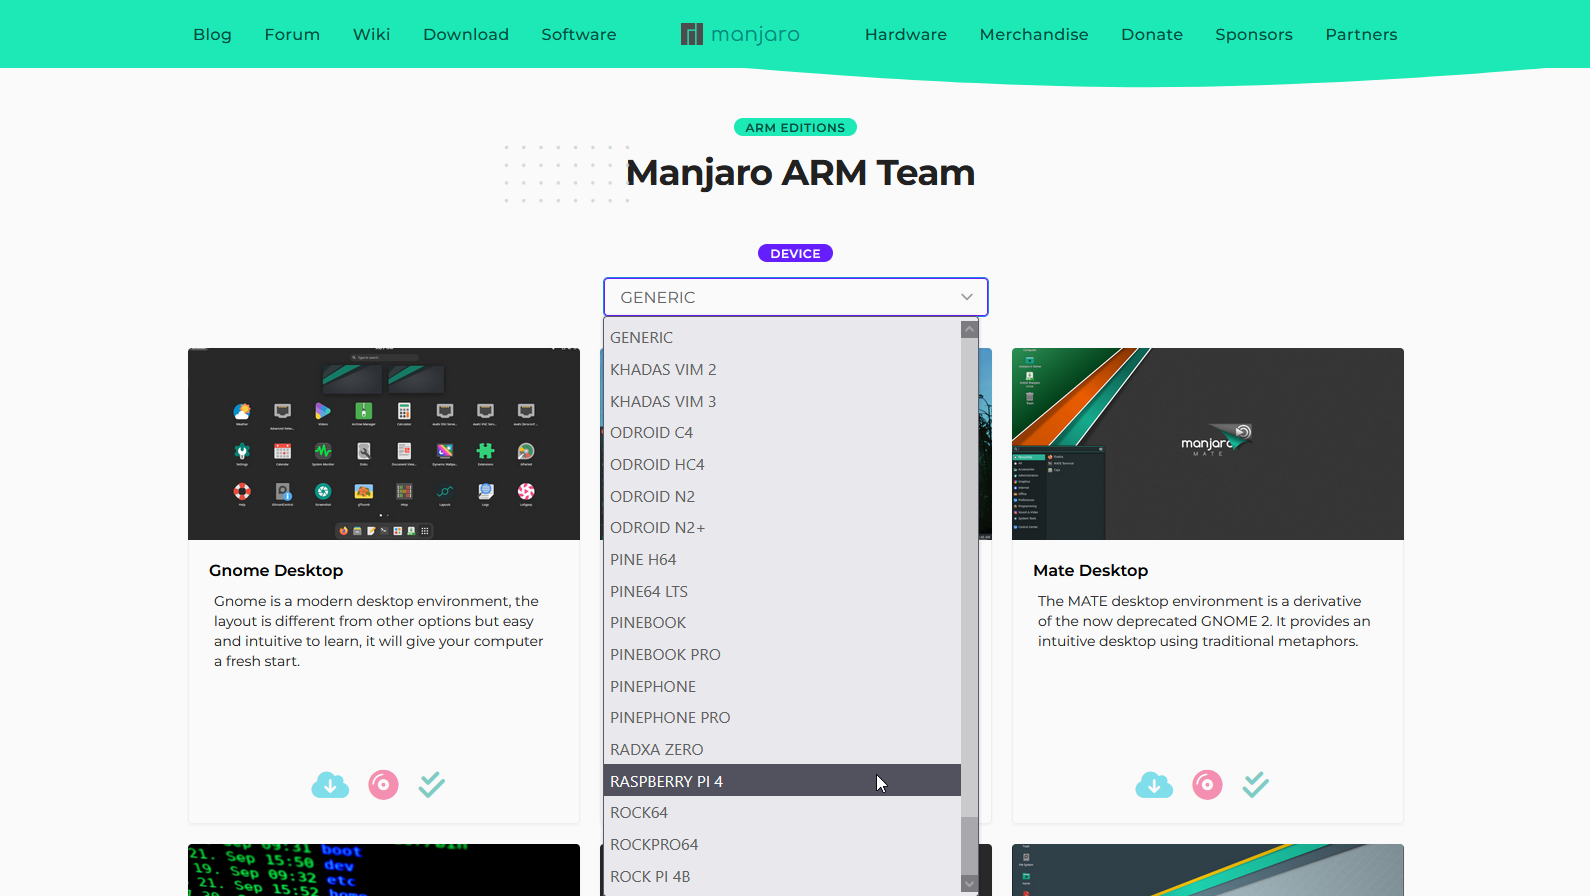 Blog Forum Wiki Download Software manjaro Hardware Merchandise Donate Sponsors Partners
ARM EDITIONS
Manjaro ARM Team
DEVICE
GENERIC
GENERIC
KHADAS VIM 2
KHADAS VIM 3
ODROID C4
ODROID HC4
ODROID N2
ODROID N2+
PINE H64
PINE64 LTS
PINEBOOK
PINEBOOK PRO
PINEPHONE
PINEPHONE PRO
RADXA ZERO
RASPBERRY PI 4
ROCK64
ROCKPRO64
ROCK PI 4B
Gnome Desktop
Gnome is a modern desktop environment, the
layout is different from other options but easy
and intuitive to learn, it will give your computer
a fresh start.
manjaro
MATE
Mate Desktop
The MATE desktop environment is a derivative
of the now deprecated GNOME 2. It provides an
intuitive desktop using traditional metaphors.
Sep 09:31 boot
21. Sep 15:50 dev
19. Sep 09:32 etc
21. Sep 15:52